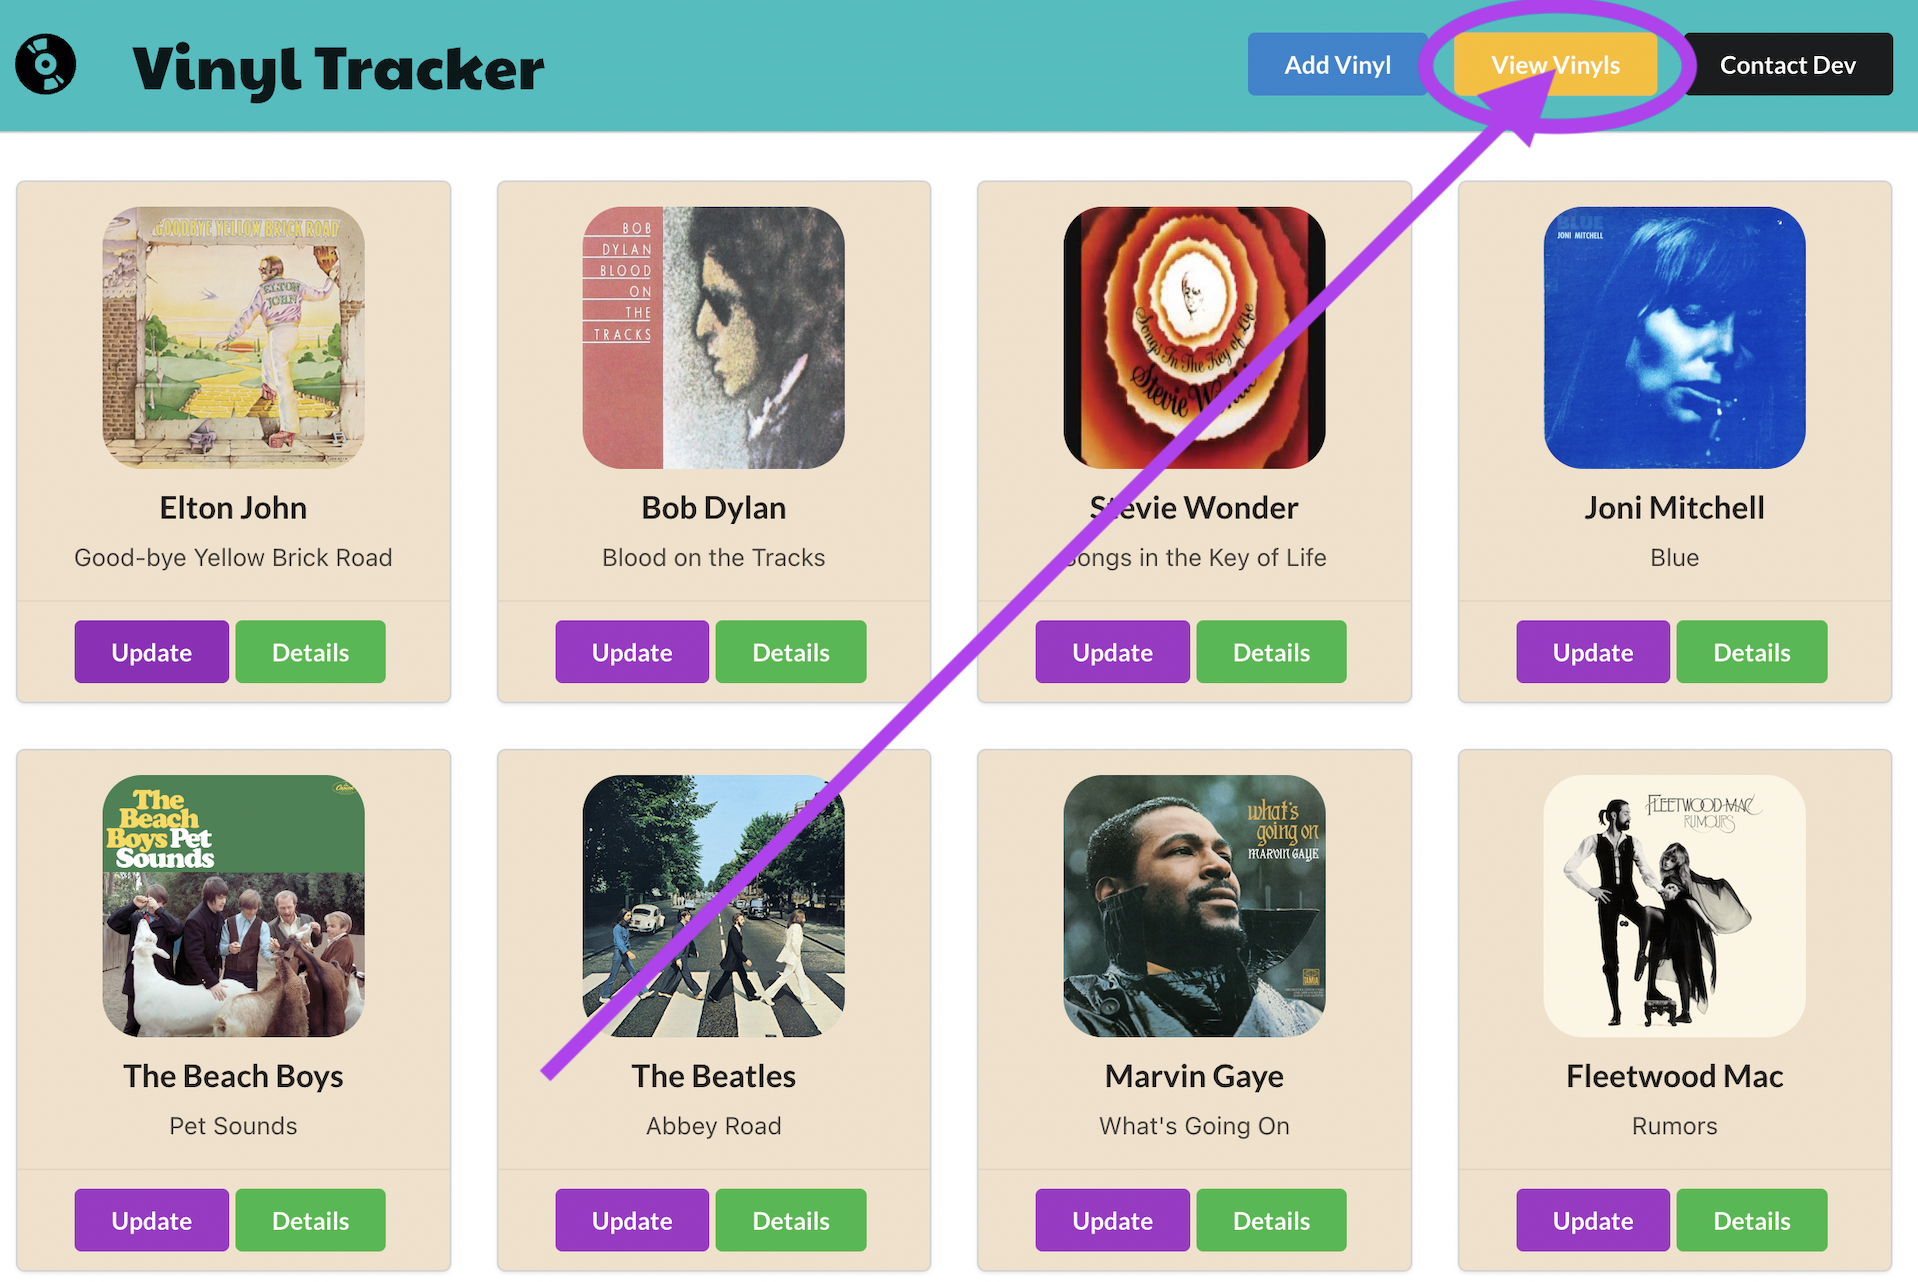 Vinyl Tracker
Add Vinyl
View Vinyls
Contact Dev
GOODBYE YELLOW BRICK ROAD
ELTON
JOHN
Elton John
Good-bye Yellow Brick Road
Update
Details
BOB
DYLAN
BLOOD
ON
THE
TRACKS
Bob Dylan
Blood on the Tracks
Update
Details
Songs In The Key of Life
Stevie Wonder
Stevie Wonder
Songs in the Key of Life
Update
Details
BLUE
JONI MITCHELL
Joni Mitchell
Blue
Update
Details
The
Beach
Boys Pet
Sounds
Capitol
The Beach Boys
Pet Sounds
Update
Details
The Beatles
Abbey Road
Update
Details
what's
going on
MARVIN GAYE
TAMLA
Marvin Gaye
What's Going On
Update
Details
FLEETWOOD MAC
RUMOURS
Fleetwood Mac
Rumors
Update
Details